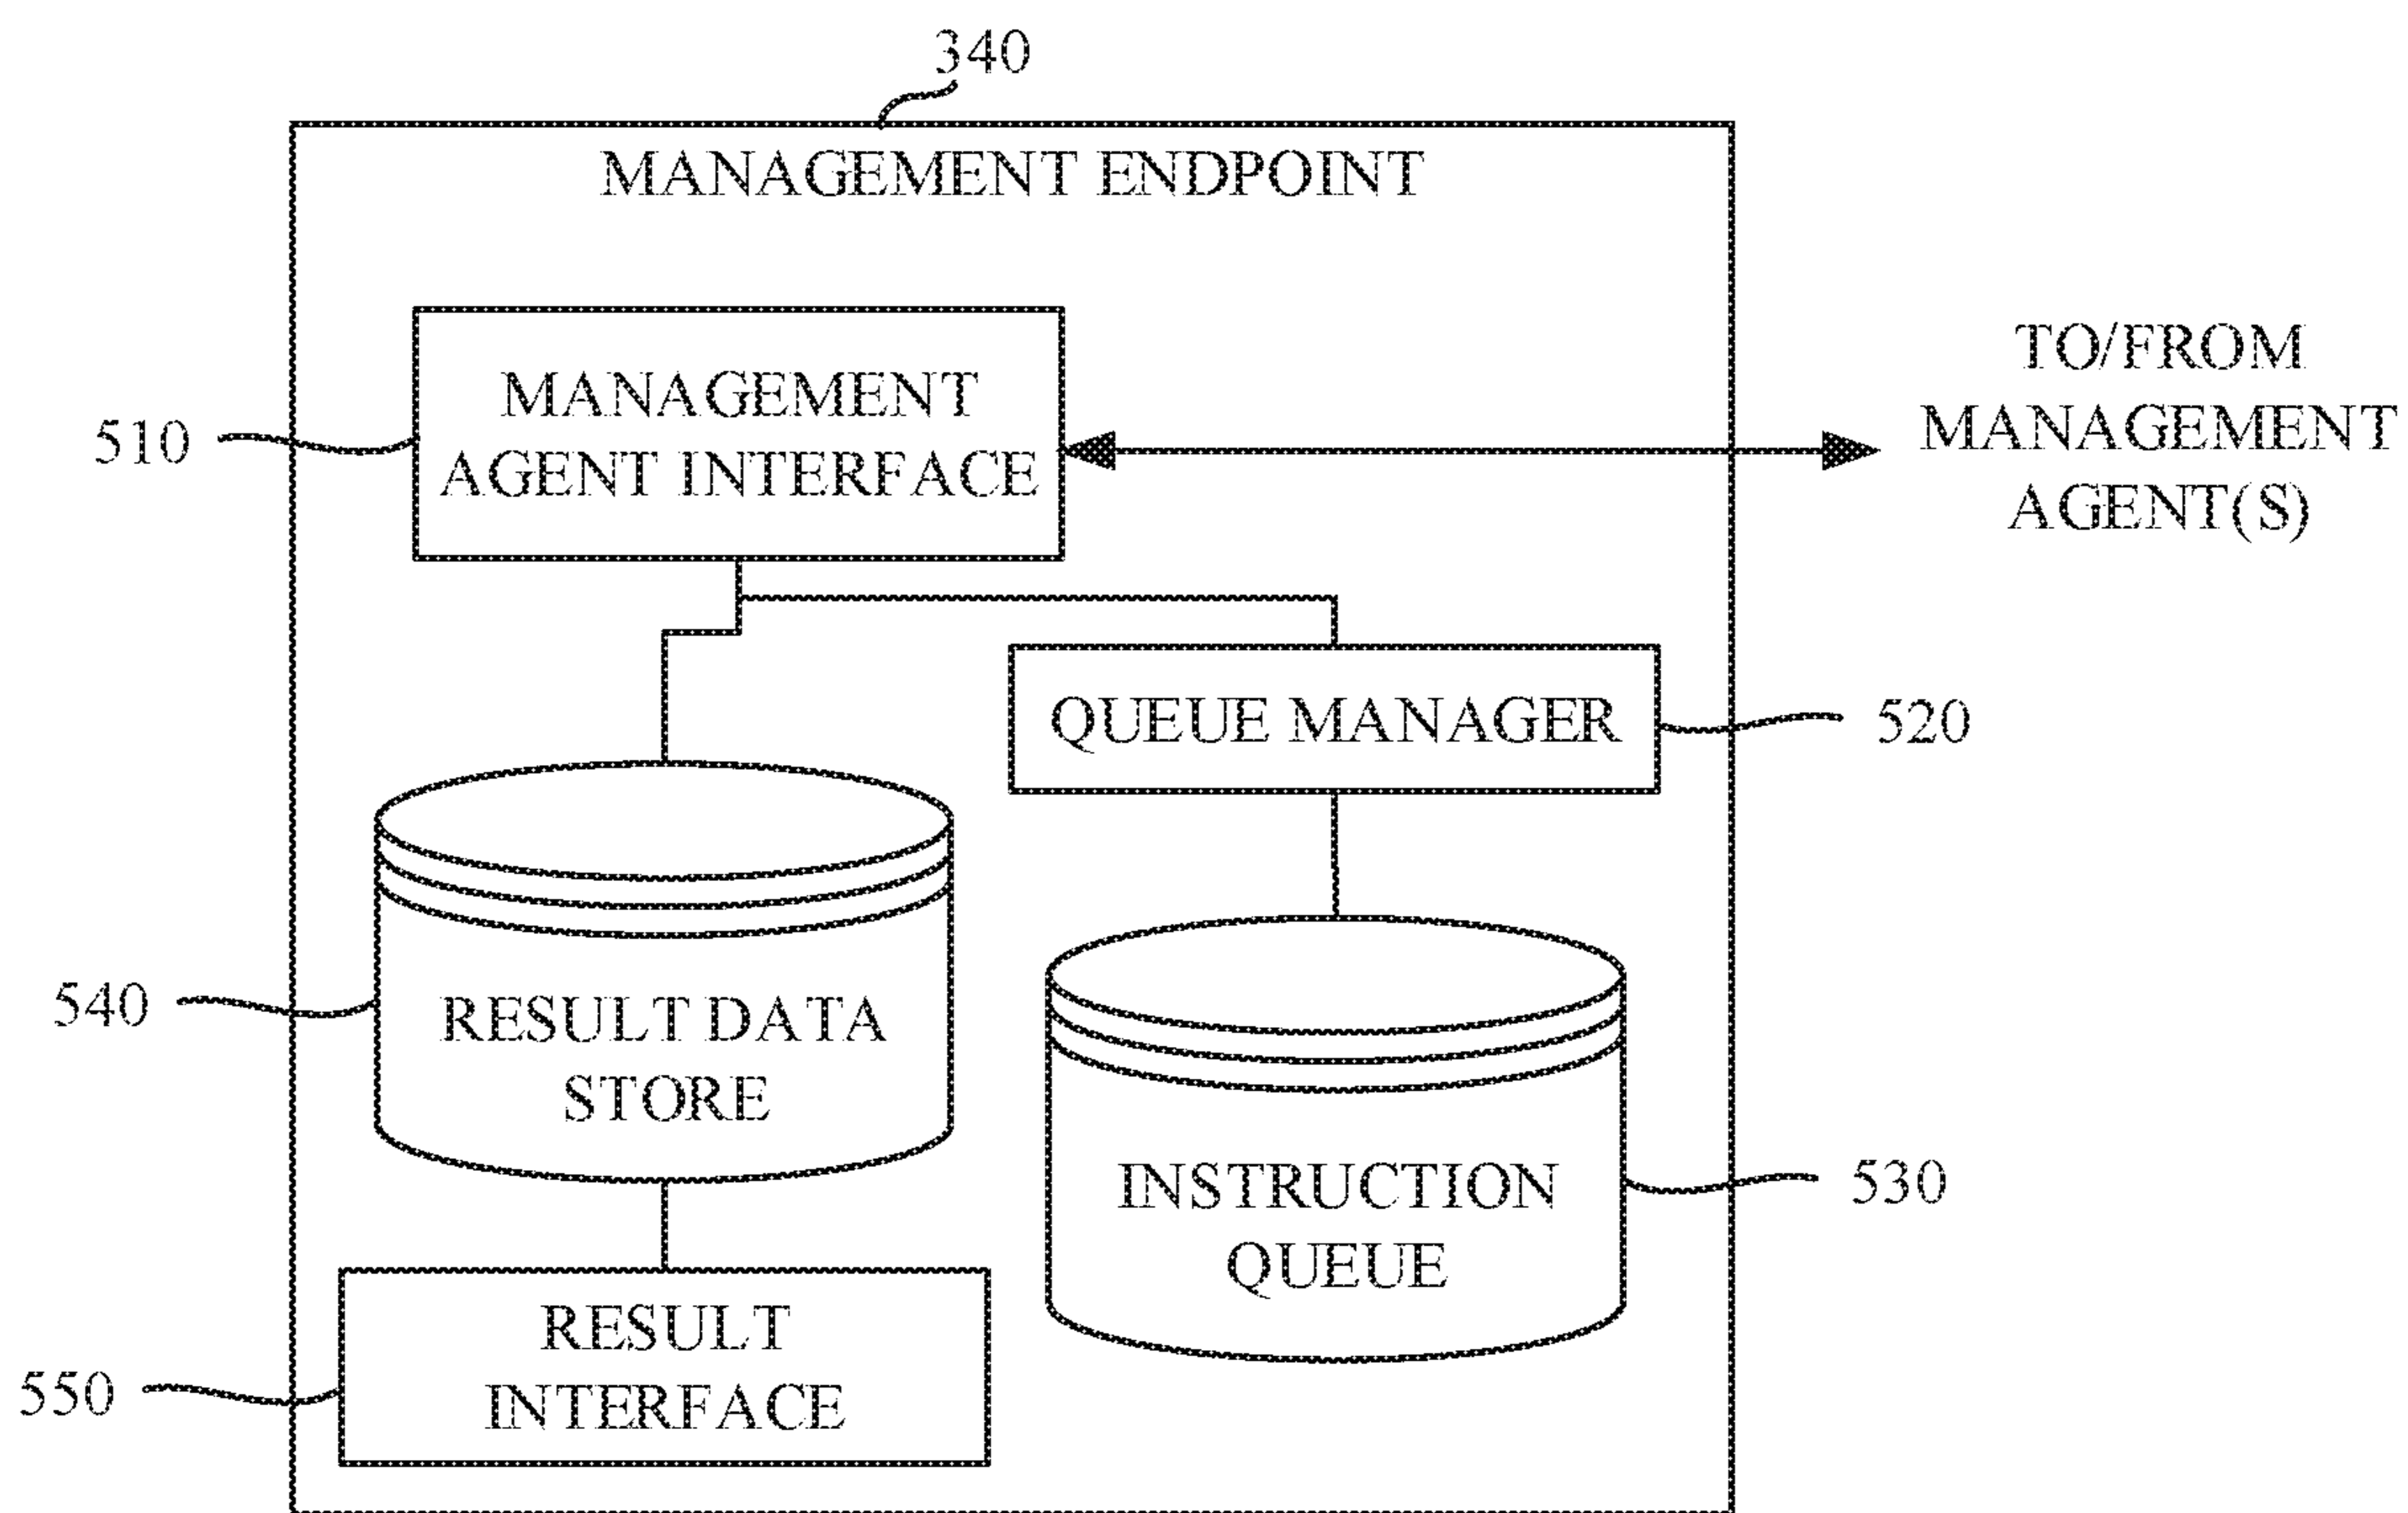 340
MANAGEMENT ENDPOINT
MANAGEMENT
AGENT INTERFACE
510
TO/FROM
MANAGEMENT
AGENT(S)
QUEUE MANAGER
520
540
RESULT DATA
STORE
INSTRUCTION
QUEUE
530
550
RESULT
INTERFACE